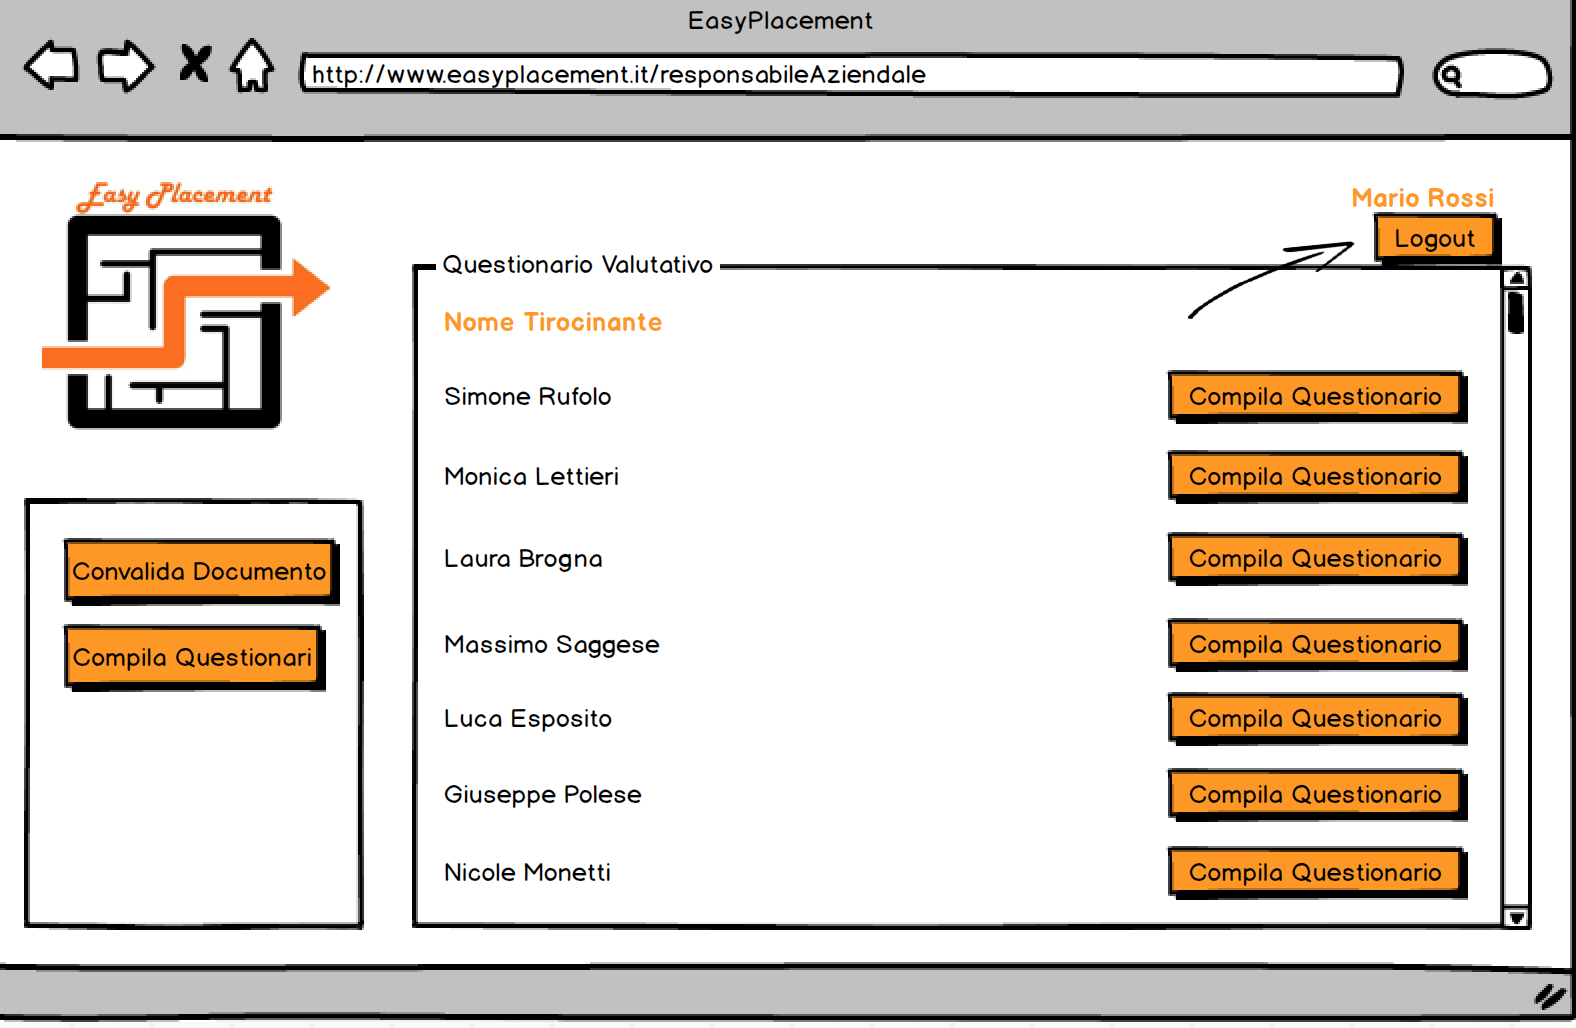 EasyPlacement
http://www.easyplacement.it/responsabileAziendale
Easy Placement
Mario Rossi
Logout
Questionario Valutativo
Nome Tirocinante
Simone Rufolo Compila Questionario
Monica Lettieri Compila Questionario
Laura Brogna Compila Questionario
Massimo Saggese Compila Questionario
Luca Esposito Compila Questionario
Giuseppe Polese Compila Questionario
Nicole Monetti Compila Questionario
Convalida Documento
Compila Questionari